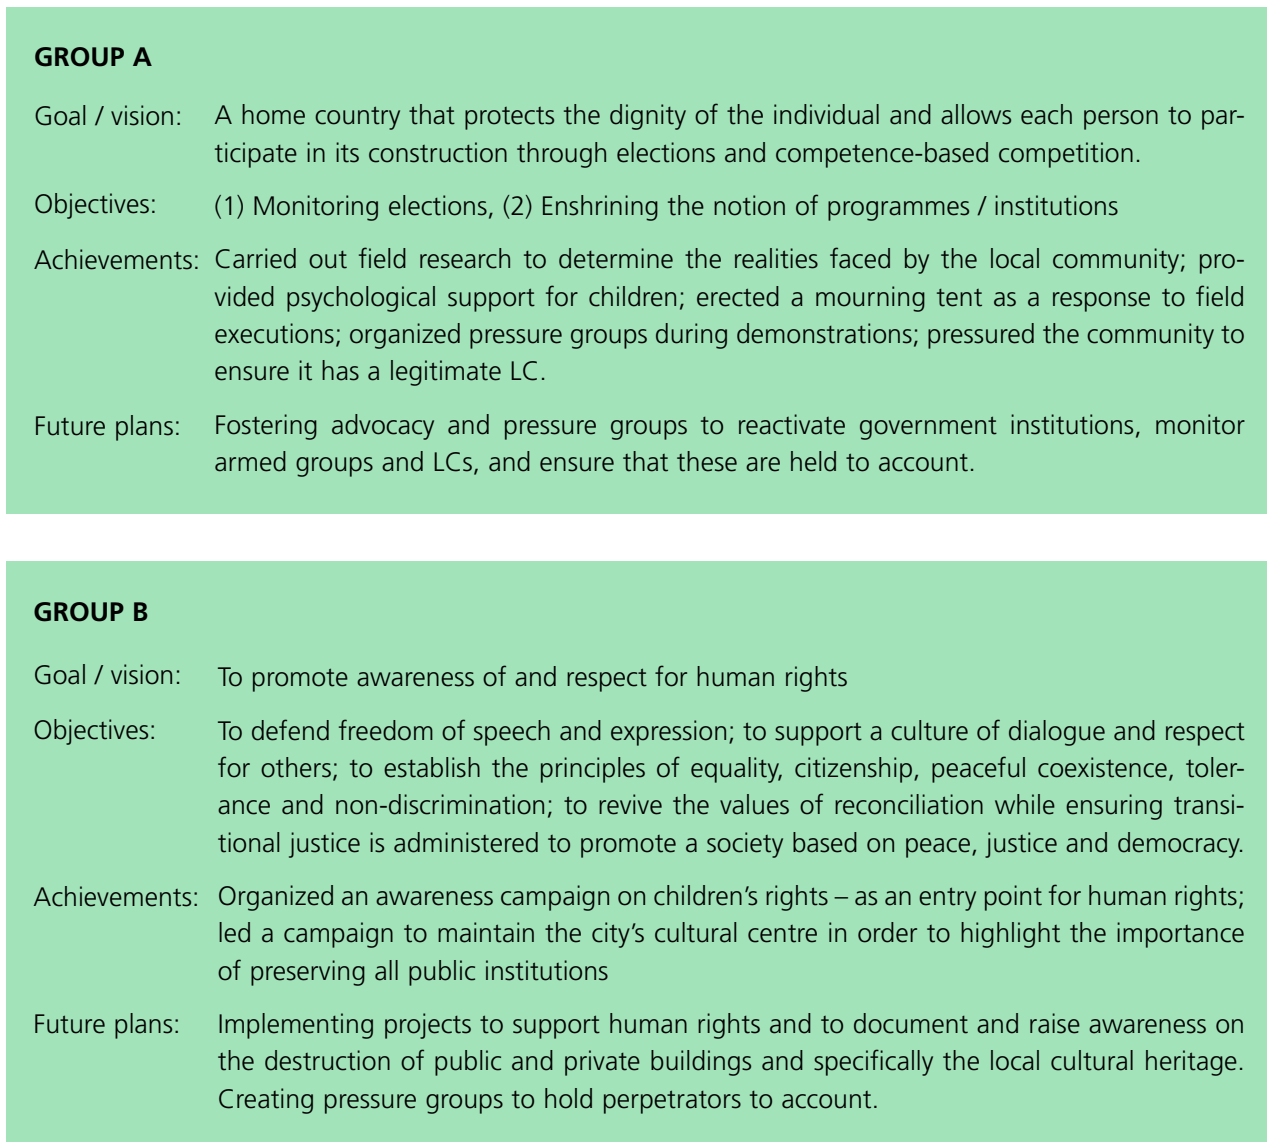 GROUP A
Goal / vision: A home country that protects the dignity of the individual and allows each person to par-
ticipate in its construction through elections and competence-based competition.
Objectives: (1) Monitoring elections, (2) Enshrining the notion of programmes / institutions
Achievements: Carried out field research to determine the realities faced by the local community; pro-
vided psychological support for children; erected a mourning tent as a response to field
executions; organized pressure groups during demonstrations; pressured the community to
ensure it has a legitimate LC.
Future plans: Fostering advocacy and pressure groups to reactivate government institutions, monitor
armed groups and LCs, and ensure that these are held to account.
GROUP B
Goal / vision: To promote awareness of and respect for human rights
Objectives: To defend freedom of speech and expression; to support a culture of dialogue and respect
for others; to establish the principles of equality, citizenship, peaceful coexistence, toler-
ance and non-discrimination; to revive the values of reconciliation while ensuring transi-
tional justice is administered to promote a society based on peace, justice and democracy.
Achievements: Organized an awareness campaign on children’s rights – as an entry point for human rights;
led a campaign to maintain the city’s cultural centre in order to highlight the importance
of preserving all public institutions
Future plans: Implementing projects to support human rights and to document and raise awareness on
the destruction of public and private buildings and specifically the local cultural heritage.
Creating pressure groups to hold perpetrators to account.